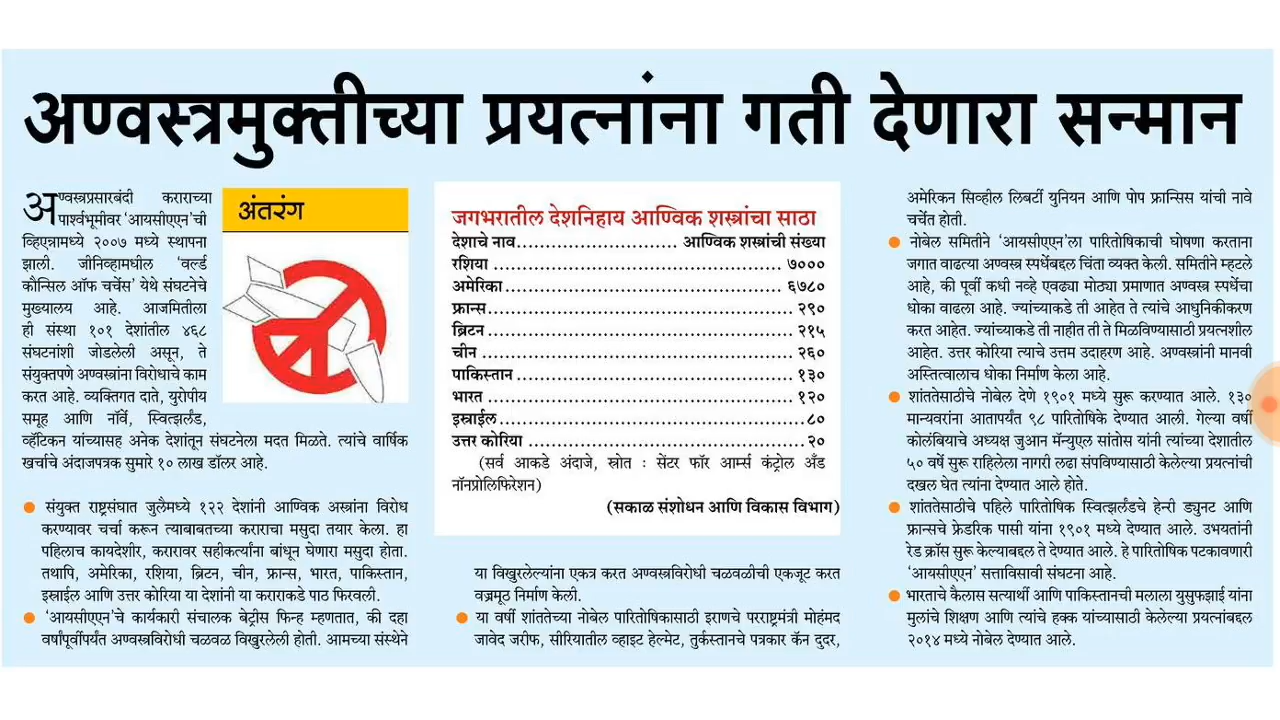 अण्वस्त्रमुक्तीच्या प्रयत्नांना गती देणारा सन्मान
अण्वस्त्रप्रसारबंदी कराराच्या
पार्श्वभूमीवर 'आयसीएएन'ची
व्हिएन्नामध्ये २००७ मध्ये स्थापना
झाली. जीनिव्हामधील 'वर्ल्ड
कौन्सिल ऑफ चर्चेस' येथे संघटनेचे
मुख्यालय आहे. आजमितीला
ही संस्था १०१ देशांतील ४६८
संघटनांशी जोडलेली असून, ते
संयुक्तपणे अण्वस्त्रांना विरोधाचे काम
करत आहे. व्यक्तिगत दाते, युरोपीय
समूह आणि नॉर्वे, स्वित्झर्लंड,
व्हॅटिकन यांच्यासह अनेक देशांतून संघटनेला मदत मिळते. त्यांचे वार्षिक
खर्चाचे अंदाजपत्रक सुमारे १० लाख डॉलर आहे.
अंतरंग
● संयुक्त राष्ट्रसंघात जुलैमध्ये १२२ देशांनी आण्विक अस्त्रांना विरोध
करण्यावर चर्चा करून त्याबाबतच्या कराराचा मसुदा तयार केला. हा
पहिलाच कायदेशीर, करारावर सहीकर्त्यांना बांधून घेणारा मसुदा होता.
तथापि, अमेरिका, रशिया, ब्रिटन, चीन, फ्रान्स, भारत, पाकिस्तान,
इस्राईल आणि उत्तर कोरिया या देशांनी या कराराकडे पाठ फिरवली.
● 'आयसीएएन'चे कार्यकारी संचालक बेट्रीस फिन्ह म्हणतात, की दहा
वर्षांपूर्वीपर्यंत अण्वस्त्रविरोधी चळवळ विखुरलेली होती. आमच्या संस्थेने
जगभरातील देशनिहाय आण्विक शस्त्रांचा साठा
देशाचे नाव............................ आण्विक शस्त्रांची संख्या
रशिया .................................................. ७०००
अमेरिका................................................ ६७८०
फ्रान्स..................................................... २९०
ब्रिटन..................................................... २१५
चीन ...................................................... २६०
पाकिस्तान ............................................... १३०
भारत ..................................................... १२०
इस्राईल..................................................... ८०
उत्तर कोरिया ............................................. २०
(सर्व आकडे अंदाजे, स्रोत : सेंटर फॉर आर्म्स कंट्रोल अँड
नॉनप्रोलिफिरेशन)
(सकाळ संशोधन आणि विकास विभाग)
या विखुरलेल्यांना एकत्र करत अण्वस्त्रविरोधी चळवळीची एकजूट करत
वज्रमूठ निर्माण केली.
● या वर्षी शांततेच्या नोबेल पारितोषिकासाठी इराणचे परराष्ट्रमंत्री मोहंमद
जावेद जरीफ, सीरियातील व्हाइट हेल्मेट, तुर्कस्तानचे पत्रकार कॅन दुदर,
अमेरिकन सिव्हील लिबर्टी युनियन आणि पोप फ्रान्सिस यांची नावे
चर्चेत होती.
● नोबेल समितीने 'आयसीएएन'ला पारितोषिकाची घोषणा करताना
जगात वाढत्या अण्वस्त्र स्पर्धेबद्दल चिंता व्यक्त केली. समितीने म्हटले
आहे, की पूर्वी कधी नव्हे एवढ्या मोठ्या प्रमाणात अण्वस्त्र स्पर्धेचा
धोका वाढला आहे. ज्यांच्याकडे ती आहेत ते त्यांचे आधुनिकीकरण
करत आहेत. ज्यांच्याकडे ती नाहीत ती ते मिळविण्यासाठी प्रयत्नशील
आहेत. उत्तर कोरिया त्याचे उत्तम उदाहरण आहे. अण्वस्त्रांनी मानवी
अस्तित्वालाच धोका निर्माण केला आहे.
● शांततेसाठीचे नोबेल देणे १९०१ मध्ये सुरू करण्यात आले. १३०
मान्यवरांना आतापर्यंत ९८ पारितोषिके देण्यात आली. गेल्या वर्षी
कोलंबियाचे अध्यक्ष जुआन मॅन्युएल सांतोस यांनी त्यांच्या देशातील
५० वर्षे सुरू राहिलेला नागरी लढा संपविण्यासाठी केलेल्या प्रयत्नांची
दखल घेत त्यांना देण्यात आले होते.
● शांततेसाठीचे पहिले पारितोषिक स्वित्झर्लंडचे हेन्री ड्युनट आणि
फ्रान्सचे फ्रेडरिक पासी यांना १९०१ मध्ये देण्यात आले. उभयतांनी
रेड क्रॉस सुरू केल्याबद्दल ते देण्यात आले. हे पारितोषिक पटकावणारी
'आयसीएएन' सत्ताविसावी संघटना आहे.
● भारताचे कैलास सत्यार्थी आणि पाकिस्तानची मलाला युसुफझाई यांना
मुलांचे शिक्षण आणि त्यांचे हक्क यांच्यासाठी केलेल्या प्रयत्नांबद्दल
२०१४ मध्ये नोबेल देण्यात आले.